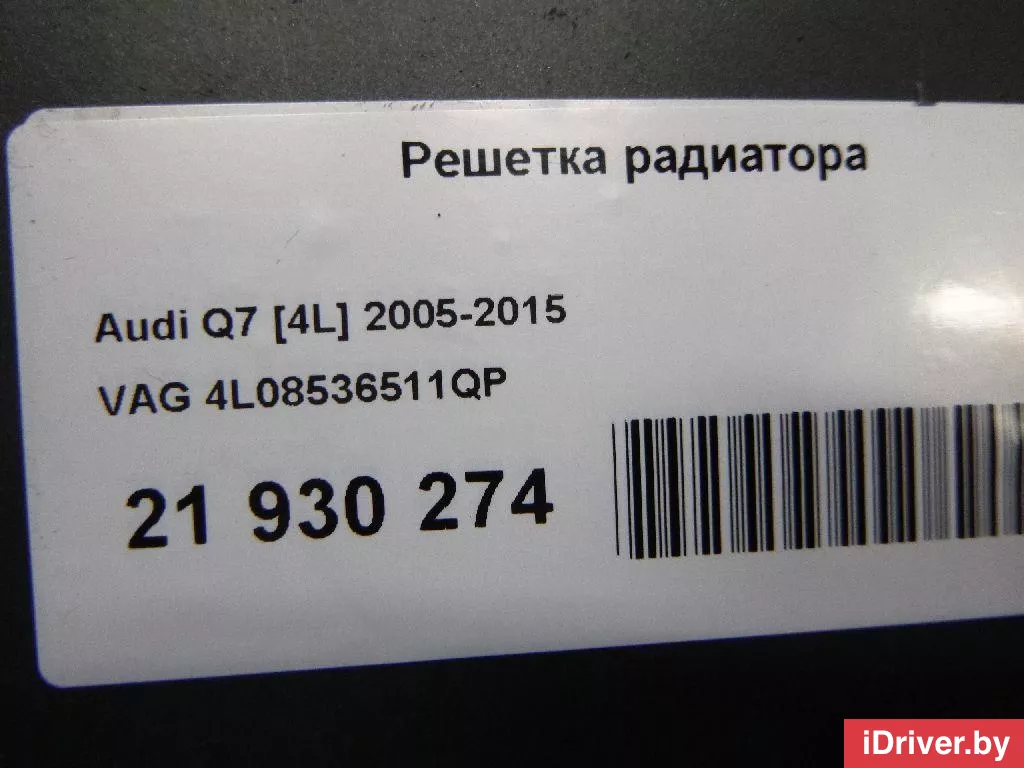 Решетка радиатора
Audi Q7 [4L] 2005-2015
VAG 4L08536511QP
21 930 274
iDriver.by